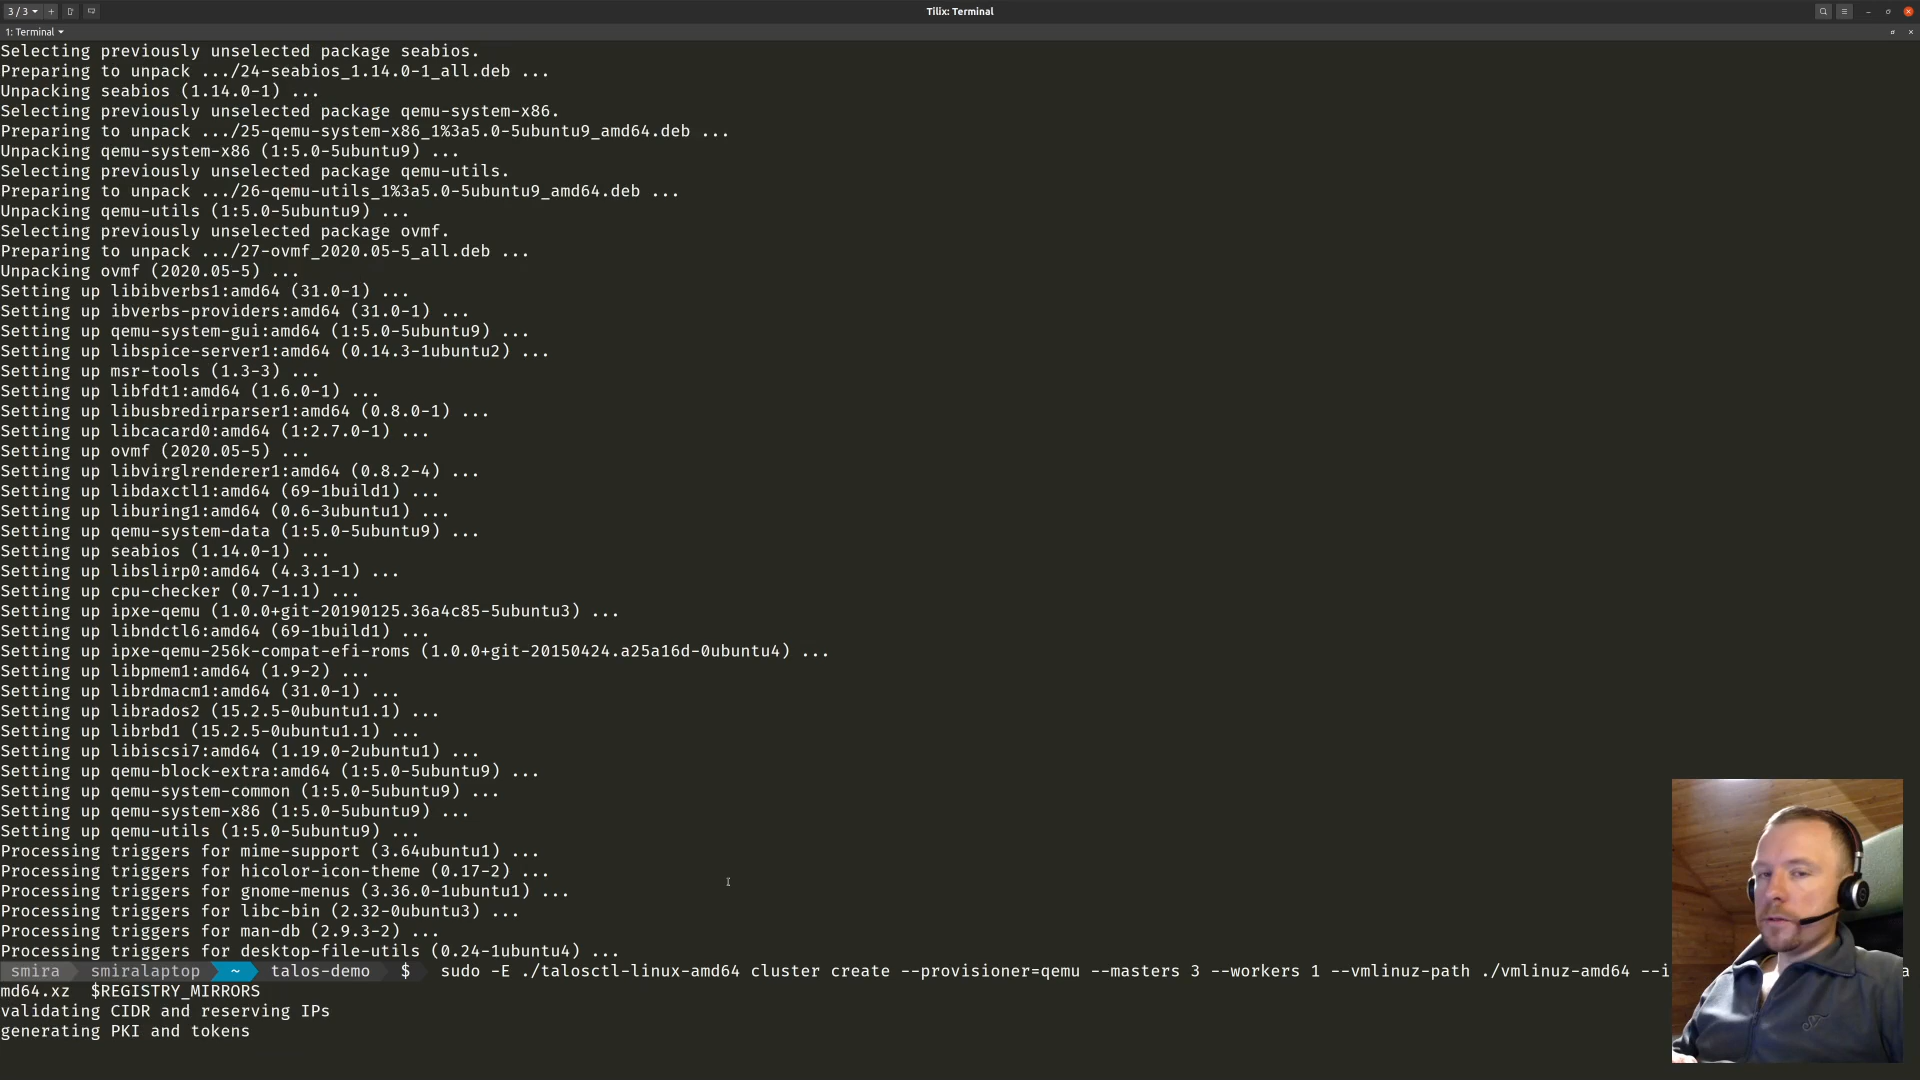 3 / 3
Tilix: Terminal
1: Terminal
Selecting previously unselected package seabios.
Preparing to unpack .../24-seabios_1.14.0-1_all.deb ...
Unpacking seabios (1.14.0-1) ...
Selecting previously unselected package qemu-system-x86.
Preparing to unpack .../25-qemu-system-x86_1%3a5.0-5ubuntu9_amd64.deb ...
Unpacking qemu-system-x86 (1:5.0-5ubuntu9) ...
Selecting previously unselected package qemu-utils.
Preparing to unpack .../26-qemu-utils_1%3a5.0-5ubuntu9_amd64.deb ...
Unpacking qemu-utils (1:5.0-5ubuntu9) ...
Selecting previously unselected package ovmf.
Preparing to unpack .../27-ovmf_2020.05-5_all.deb ...
Unpacking ovmf (2020.05-5) ...
Setting up libibverbs1:amd64 (31.0-1) ...
Setting up ibverbs-providers:amd64 (31.0-1) ...
Setting up qemu-system-gui:amd64 (1:5.0-5ubuntu9) ...
Setting up libspice-server1:amd64 (0.14.3-1ubuntu2) ...
Setting up msr-tools (1.3-3) ...
Setting up libfdt1:amd64 (1.6.0-1) ...
Setting up libusbredirparser1:amd64 (0.8.0-1) ...
Setting up libcacard0:amd64 (1:2.7.0-1) ...
Setting up ovmf (2020.05-5) ...
Setting up libvirglrenderer1:amd64 (0.8.2-4) ...
Setting up libdaxctl1:amd64 (69-1build1) ...
Setting up liburing1:amd64 (0.6-3ubuntu1) ...
Setting up qemu-system-data (1:5.0-5ubuntu9) ...
Setting up seabios (1.14.0-1) ...
Setting up libslirp0:amd64 (4.3.1-1) ...
Setting up cpu-checker (0.7-1.1) ...
Setting up ipxe-qemu (1.0.0+git-20190125.36a4c85-5ubuntu3) ...
Setting up libndctl6:amd64 (69-1build1) ...
Setting up ipxe-qemu-256k-compat-efi-roms (1.0.0+git-20150424.a25a16d-0ubuntu4) ...
Setting up libpmem1:amd64 (1.9-2) ...
Setting up librdmacm1:amd64 (31.0-1) ...
Setting up librados2 (15.2.5-0ubuntu1.1) ...
Setting up librbd1 (15.2.5-0ubuntu1.1) ...
Setting up libiscsi7:amd64 (1.19.0-2ubuntu1) ...
Setting up qemu-block-extra:amd64 (1:5.0-5ubuntu9) ...
Setting up qemu-system-common (1:5.0-5ubuntu9) ...
Setting up qemu-system-x86 (1:5.0-5ubuntu9) ...
Setting up qemu-utils (1:5.0-5ubuntu9) ...
Processing triggers for mime-support (3.64ubuntu1) ...
Processing triggers for hicolor-icon-theme (0.17-2) ...
Processing triggers for gnome-menus (3.36.0-1ubuntu1) ...
Processing triggers for libc-bin (2.32-0ubuntu3) ...
Processing triggers for man-db (2.9.3-2) ...
Processing triggers for desktop-file-utils (0.24-1ubuntu4) ...
smira smiralaptop ~ talos-demo $ sudo -E ./talosctl-linux-amd64 cluster create --provisioner=qemu --masters 3 --workers 1 --vmlinuz-path ./vmlinuz-amd64 --i a
md64.xz $REGISTRY_MIRRORS
validating CIDR and reserving IPs
generating PKI and tokens